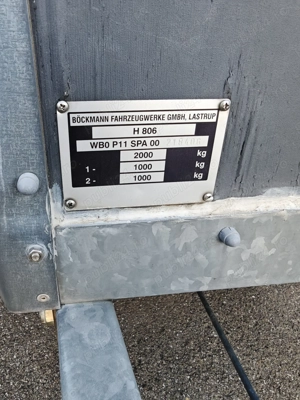 BÖCKMANN FAHRZEUGWERKE GMBH, LASTRUP
H 806
WB0 P11 SPA 00
2000 kg
1- 1000 kg
2- 1000 kg